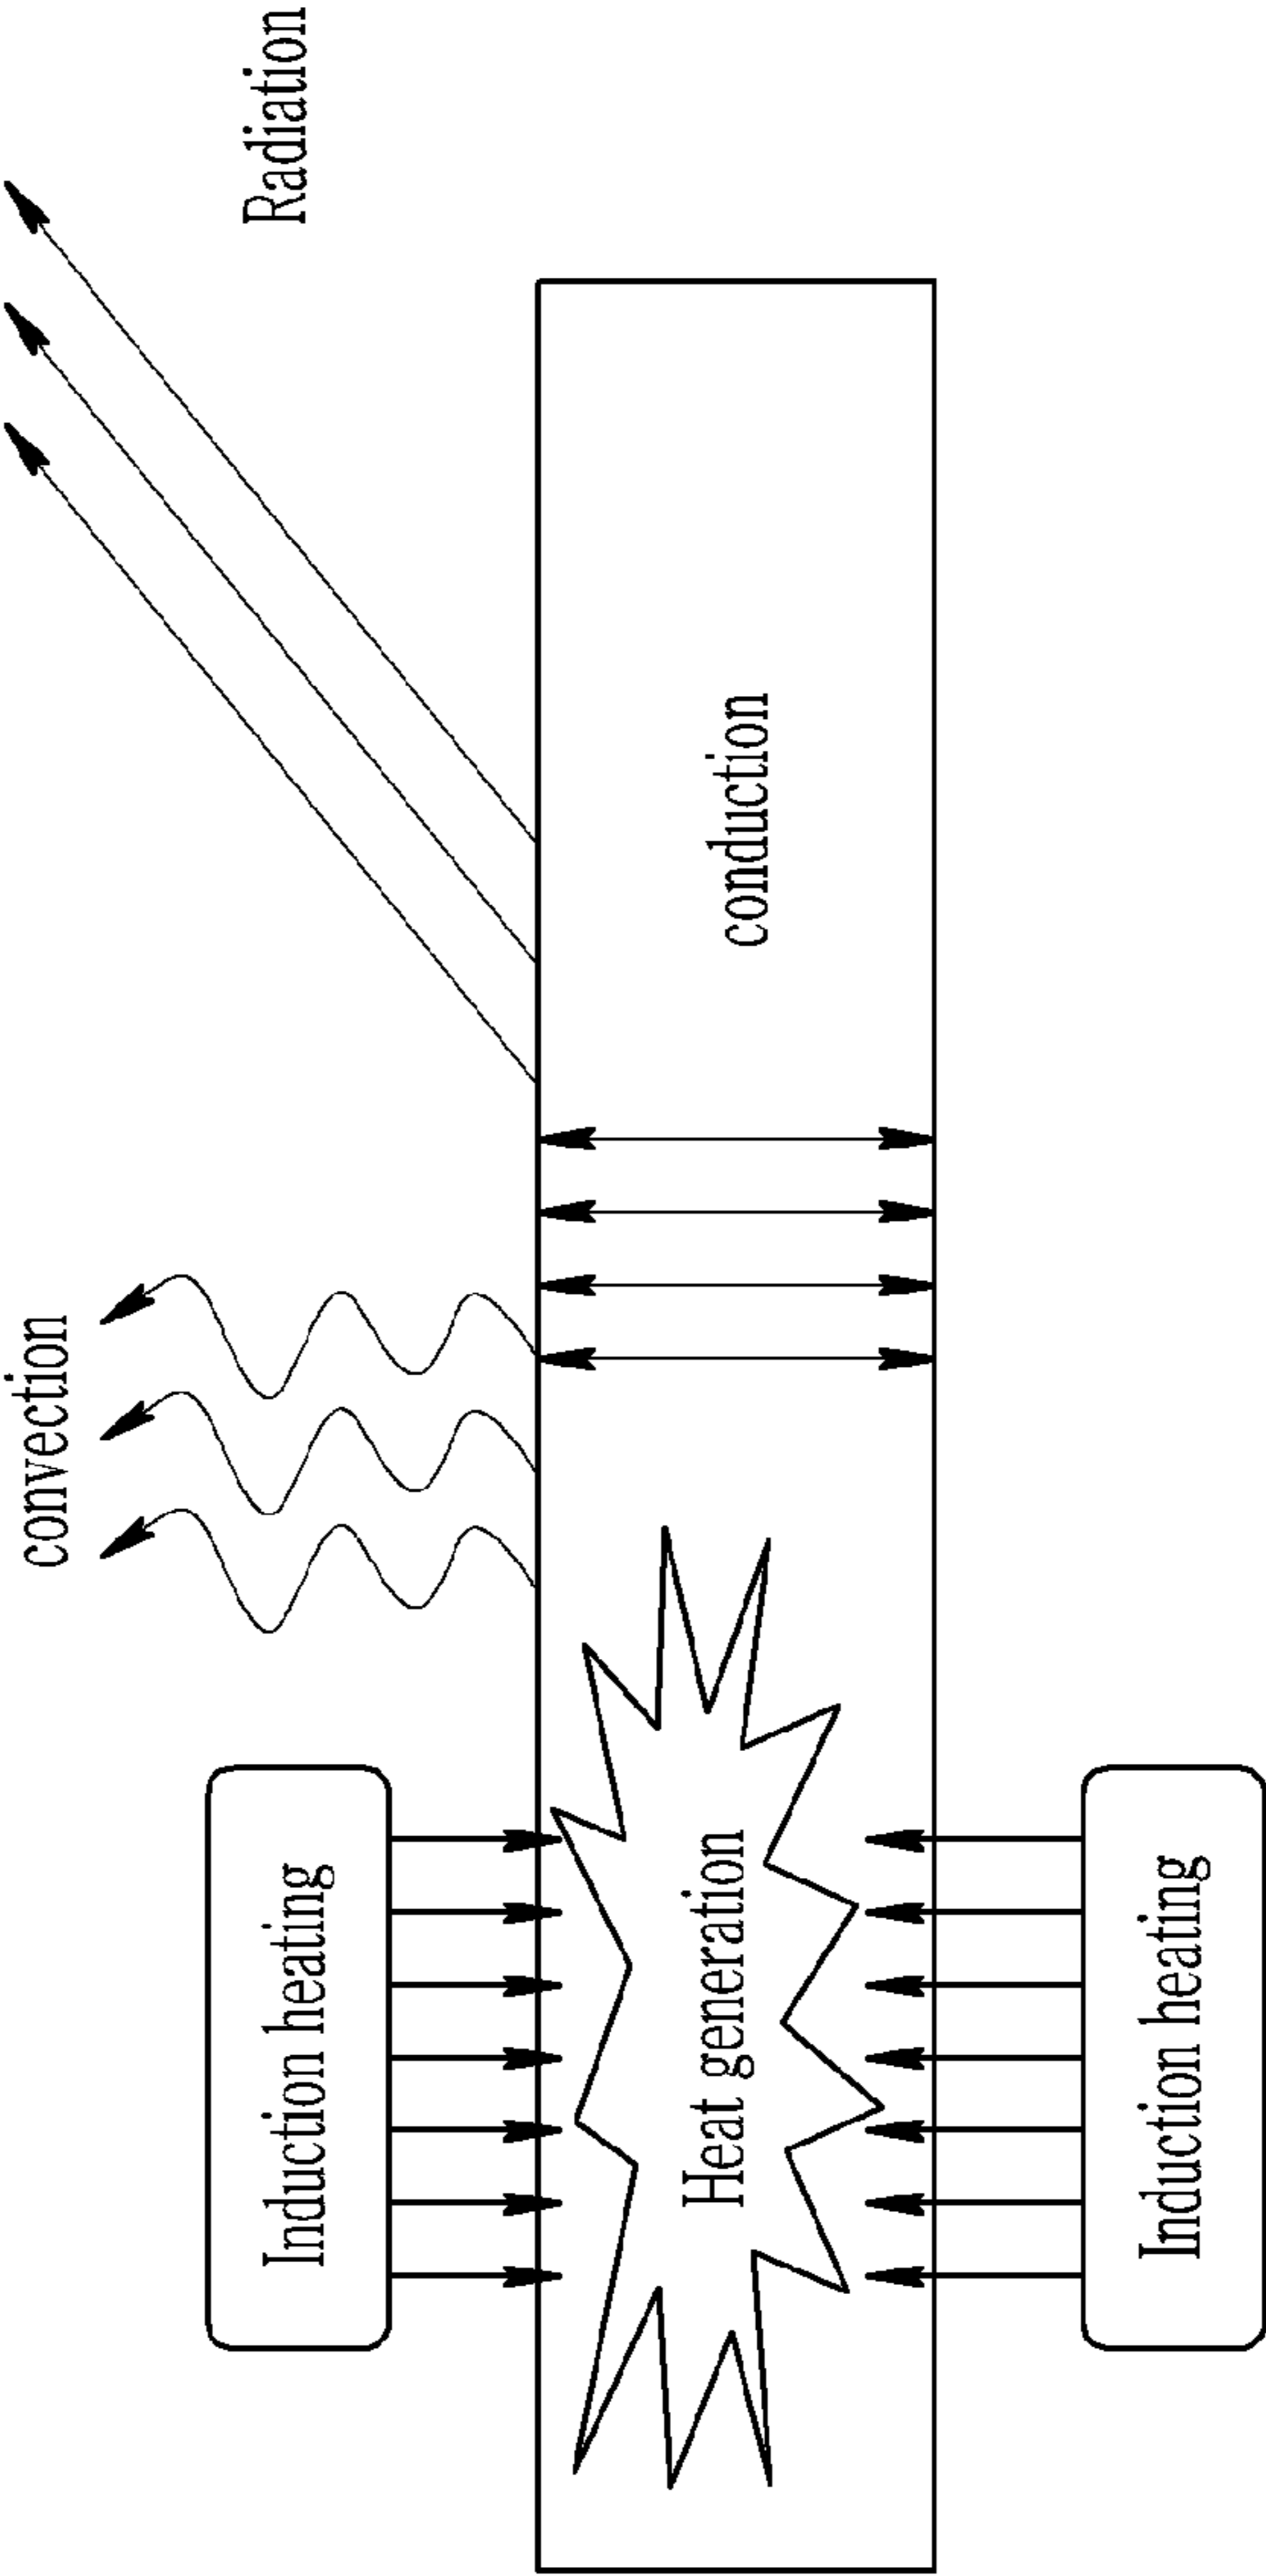 convection
Radiation
Induction heating
Heat generation
conduction
Induction heating